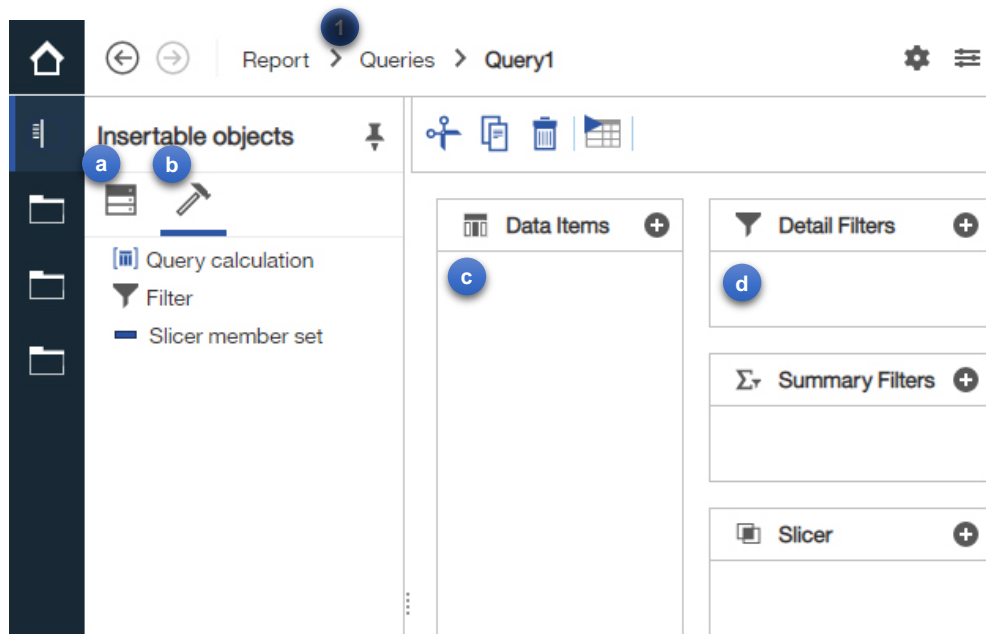 1
Report > Queries > Query1
Insertable objects
a b
Query calculation
Filter
Slicer member set
Data Items
c
Detail Filters
d
Summary Filters
Slicer